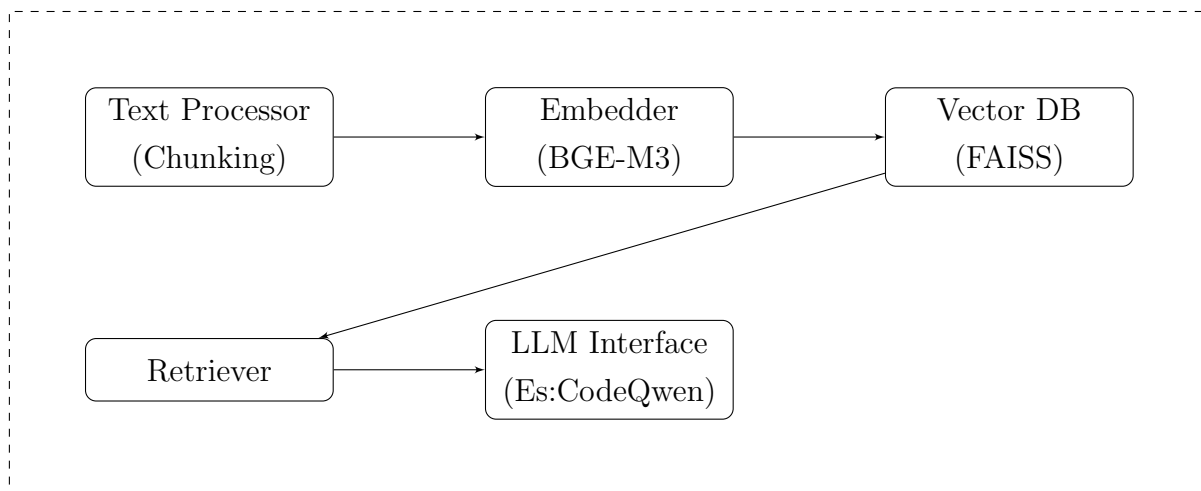 Text Processor
(Chunking)
Embedder
(BGE-M3)
Vector DB
(FAISS)
Retriever
LLM Interface
(Es:CodeQwen)